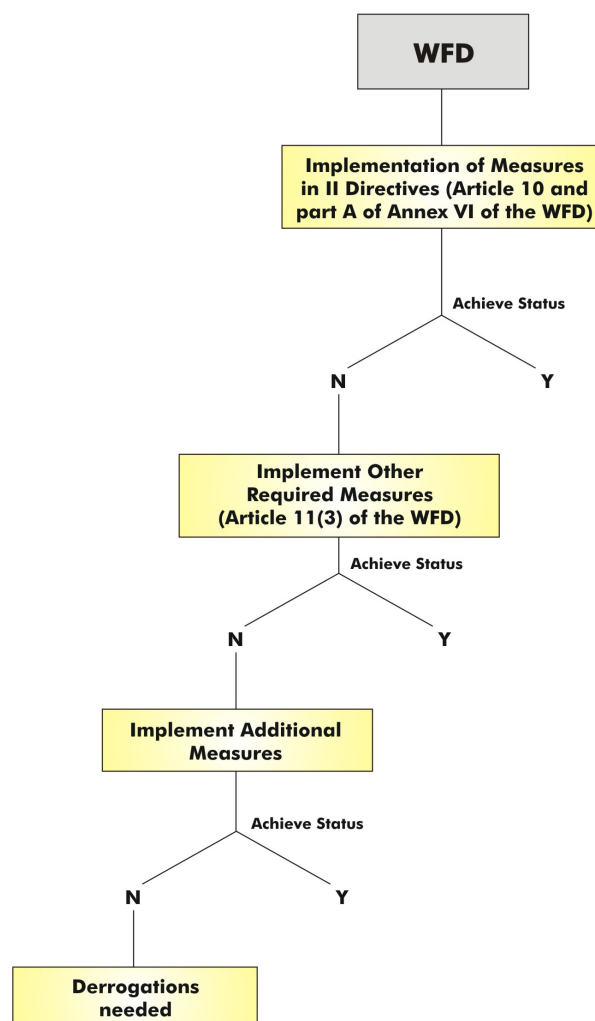 WFD
Implementation of Measures
in II Directives (Article 10 and
part A of Annex VI of the WFD)
Achieve Status
N
Y
Implement Other
Required Measures
(Article 11(3) of the WFD)
Achieve Status
N
Y
Implement Additional
Measures
Achieve Status
N
Y
Derrogations
needed